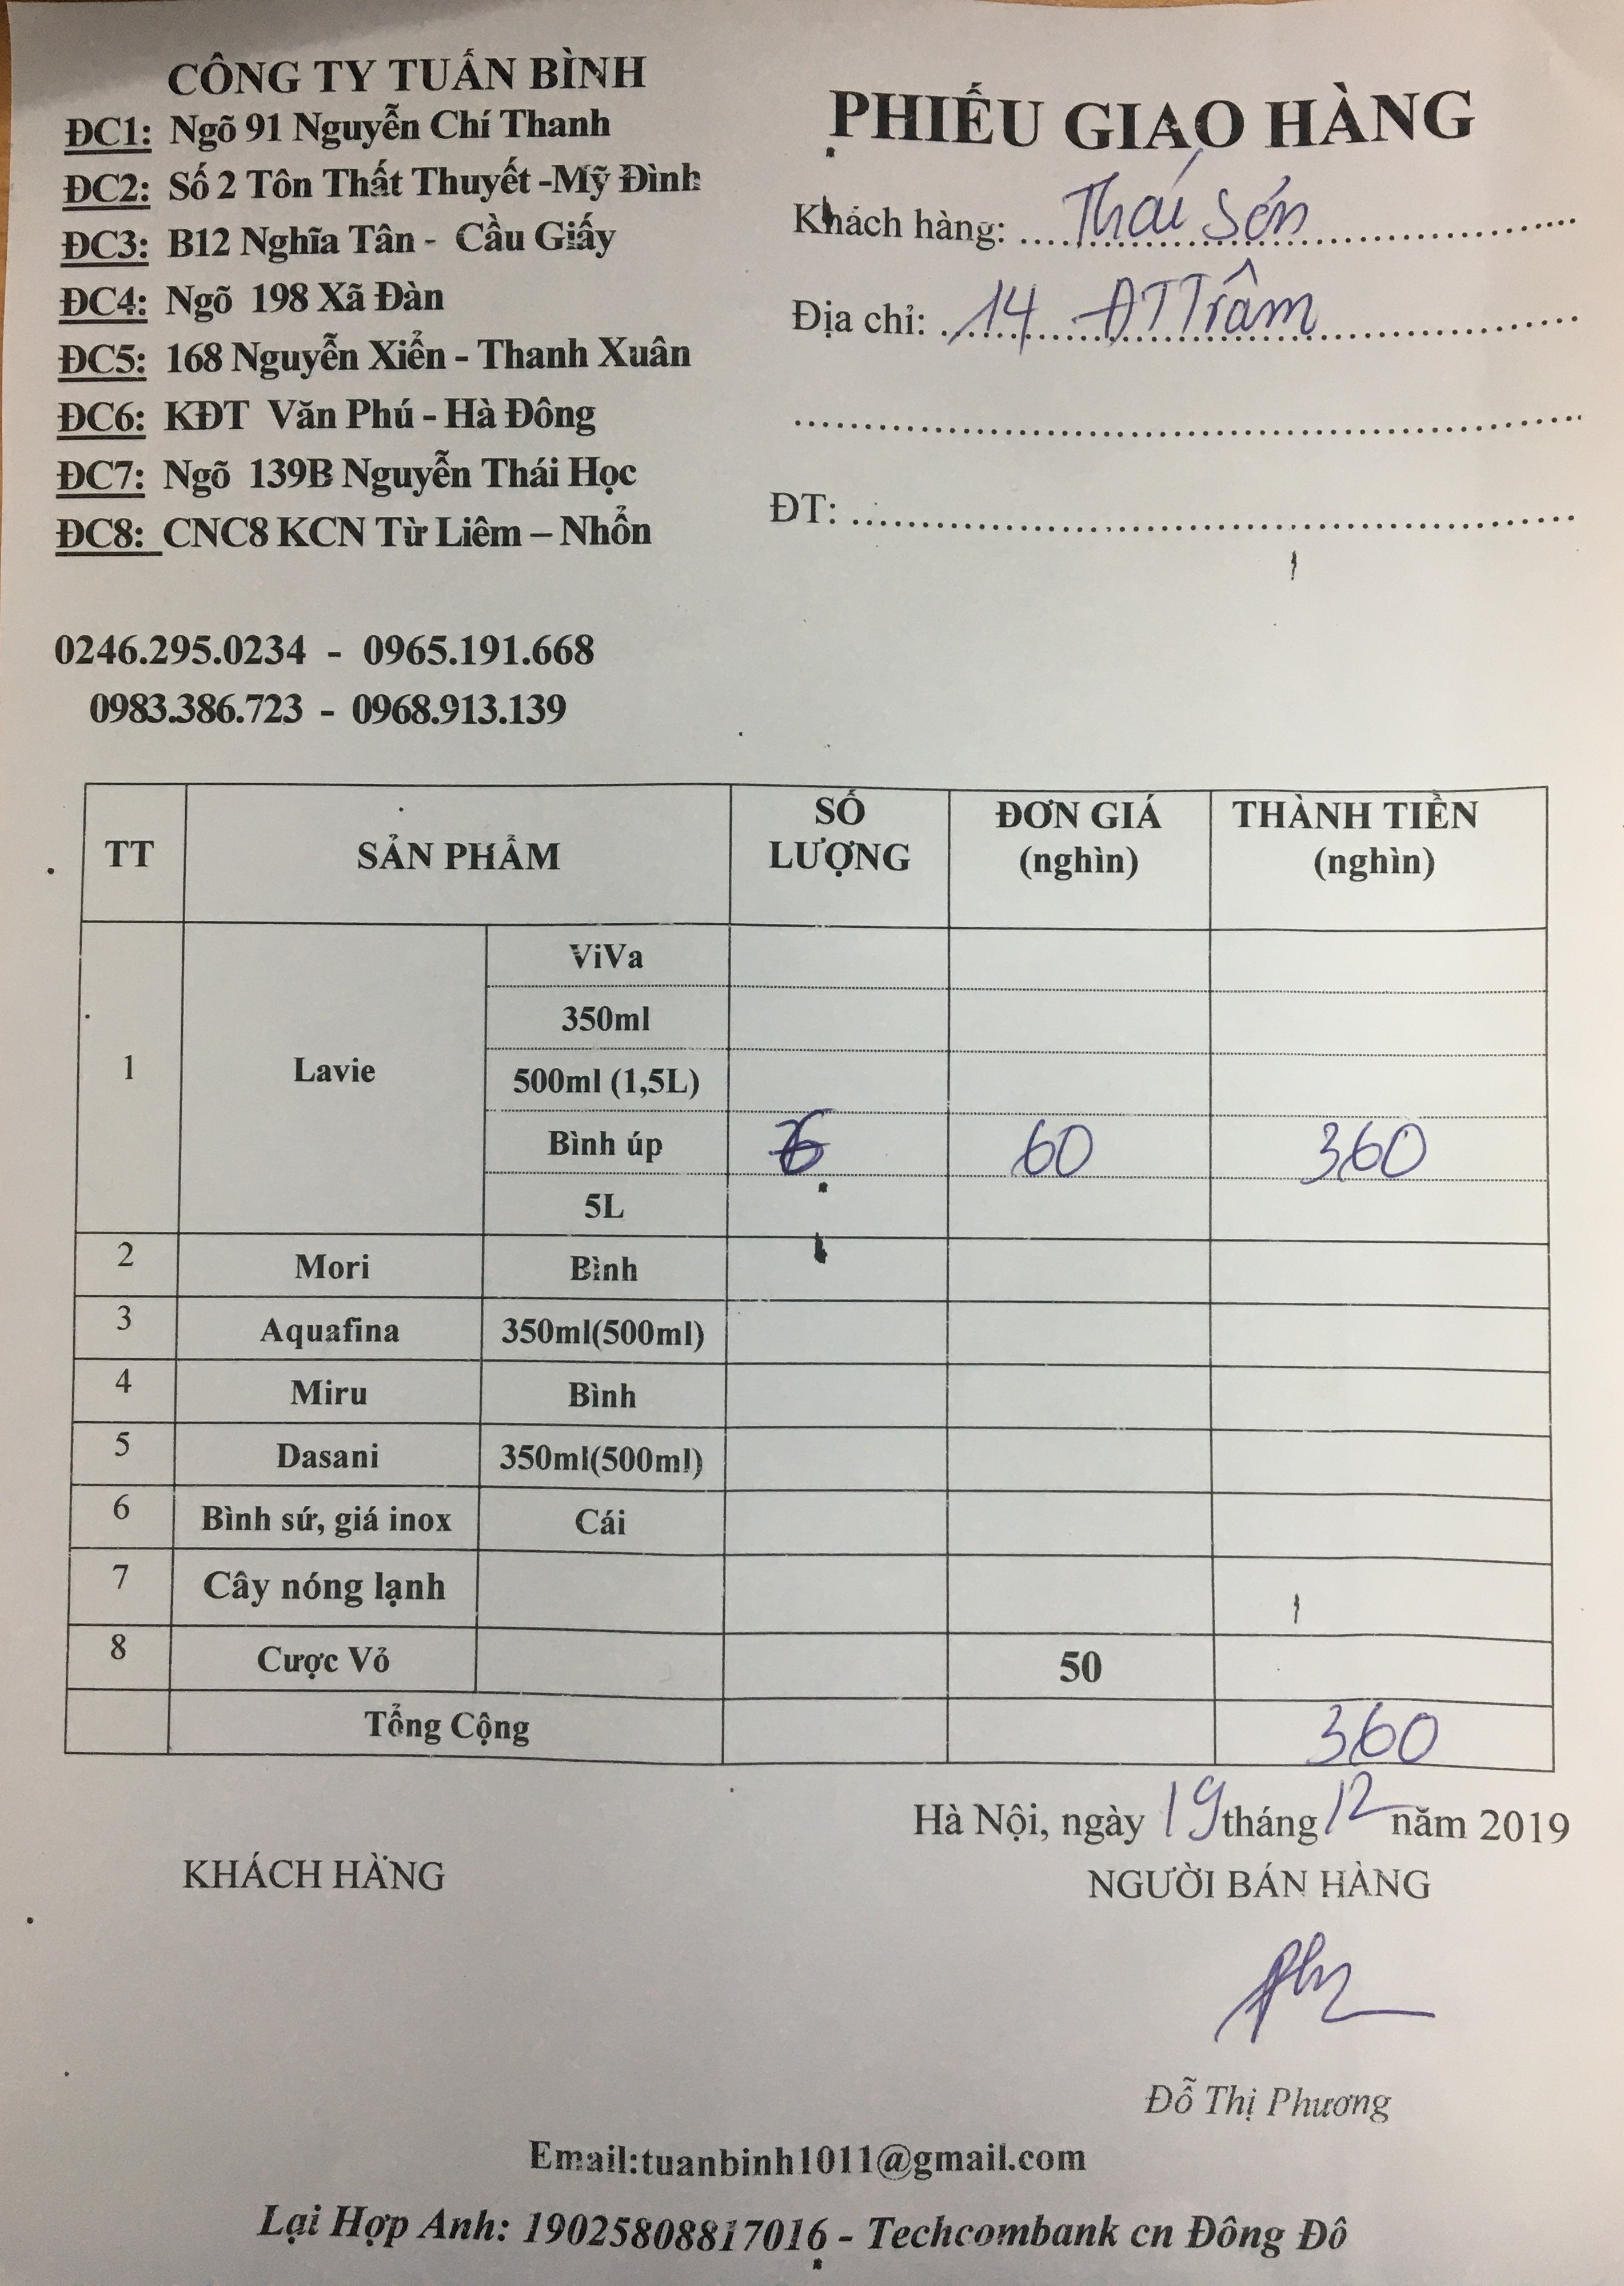 CÔNG TY TUẤN BÌNH
ĐC1: Ngõ 91 Nguyễn Chí Thanh
ĐC2: Số 2 Tôn Thất Thuyết -Mỹ Đình
ĐC3: B12 Nghĩa Tân - Cầu Giấy
ĐC4: Ngõ 198 Xã Đàn
ĐC5: 168 Nguyễn Xiển - Thanh Xuân
ĐC6: KĐT Văn Phú - Hà Đông
ĐC7: Ngõ 139B Nguyễn Thái Học
ĐC8: CNC8 KCN Từ Liêm – Nhổn
0246.295.0234 - 0965.191.668
0983.386.723 - 0968.913.139
PHIẾU GIAO HÀNG
Khách hàng: Thái Sơn
Địa chỉ: 14 ĐTTrâm
ĐT:
TT SẢN PHẨM SỐ LƯỢNG ĐƠN GIÁ (nghìn) THÀNH TIỀN (nghìn)
1 Lavie ViVa
350ml
500ml (1,5L)
Bình úp 6 60 360
5L
2 Mori Bình
3 Aquafina 350ml(500ml)
4 Miru Bình
5 Dasani 350ml(500ml)
6 Bình sứ, giá inox Cái
7 Cây nóng lạnh
8 Cược Vỏ 50
Tổng Cộng 360
Hà Nội, ngày 19 tháng 12 năm 2019
KHÁCH HÀNG NGƯỜI BÁN HÀNG
Đỗ Thị Phương
Email:tuanbinh1011@gmail.com
Lại Hợp Anh: 19025808817016 - Techcombank cn Đông Đô